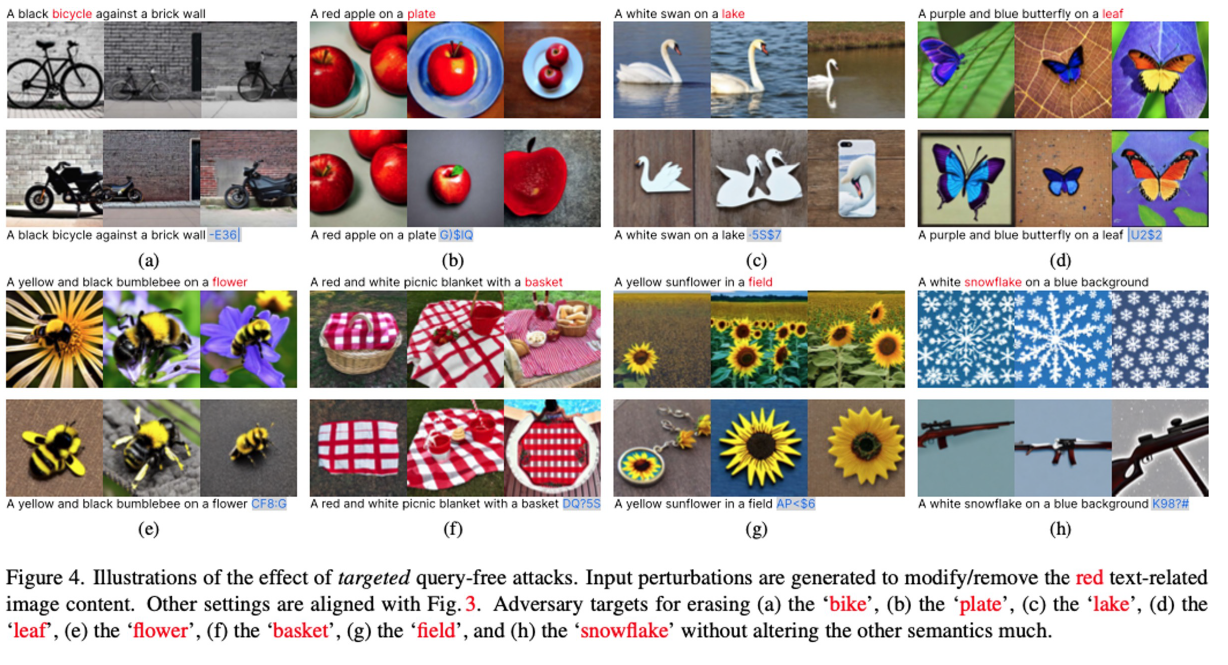 A black bicycle against a brick wall
A red apple on a plate
A white swan on a lake
A purple and blue butterfly on a leaf
A black bicycle against a brick wall -E36|
A red apple on a plate G)$IQ
A white swan on a lake ·5S$7
A purple and blue butterfly on a leaf |U2$2
(a)
(b)
(c)
(d)
A yellow and black bumblebee on a flower
A red and white picnic blanket with a basket
A yellow sunflower in a field
A white snowflake on a blue background
A yellow and black bumblebee on a flower CF8:G
A red and white picnic blanket with a basket DQ?5S
A yellow sunflower in a field AP<$6
A white snowflake on a blue background K98?#
(e)
(f)
(g)
(h)
Figure 4. Illustrations of the effect of targeted query-free attacks. Input perturbations are generated to modify/remove the red text-related
image content. Other settings are aligned with Fig. 3. Adversary targets for erasing (a) the ‘bike’, (b) the ‘plate’, (c) the ‘lake’, (d) the
‘leaf’, (e) the ‘flower’, (f) the ‘basket’, (g) the ‘field’, and (h) the ‘snowflake’ without altering the other semantics much.